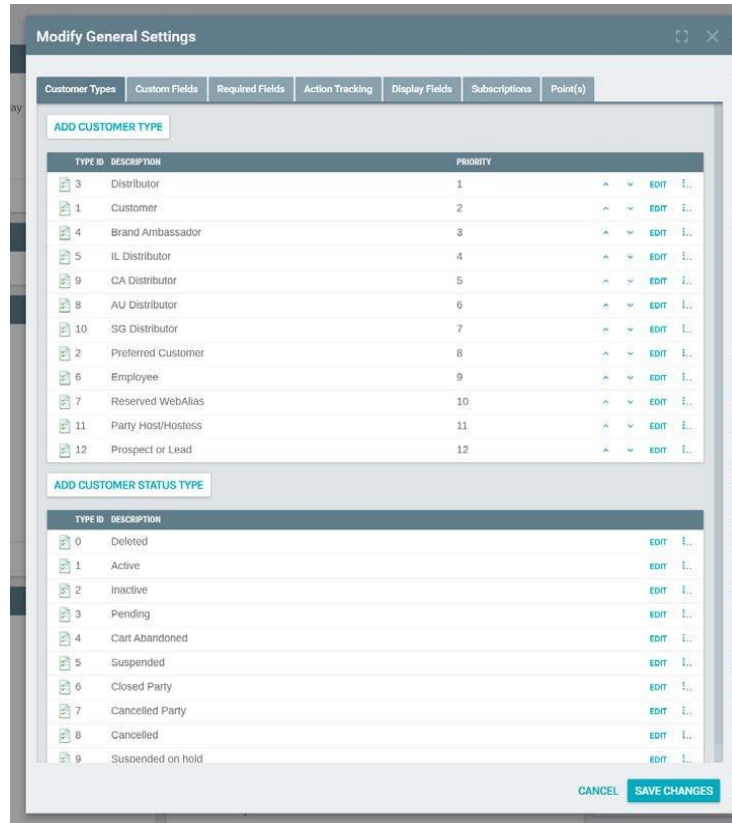 Modify General Settings
ay
Customer Types Custom Fields Required Fields Action Tracking Display Fields Subscriptions Point(s)
ADD CUSTOMER TYPE
TYPE ID DESCRIPTION PRIORITY
3 Distributor 1 EDIT
1 Customer 2 EDIT
4 Brand Ambassador 3 EDIT
5 IL Distributor 4 EDIT
9 CA Distributor 5 EDIT
8 AU Distributor 6 EDIT
10 SG Distributor 7 EDIT
2 Preferred Customer 8 EDIT
6 Employee 9 EDIT
7 Reserved WebAlias 10 EDIT
11 Party Host/Hostess 11 EDIT
12 Prospect or Lead 12 EDIT
ADD CUSTOMER STATUS TYPE
TYPE ID DESCRIPTION
0 Deleted EDIT
1 Active EDIT
2 Inactive EDIT
3 Pending EDIT
4 Cart Abandoned EDIT
5 Suspended EDIT
6 Closed Party EDIT
7 Cancelled Party EDIT
8 Cancelled EDIT
9 Suspended on hold EDIT
CANCEL SAVE CHANGES